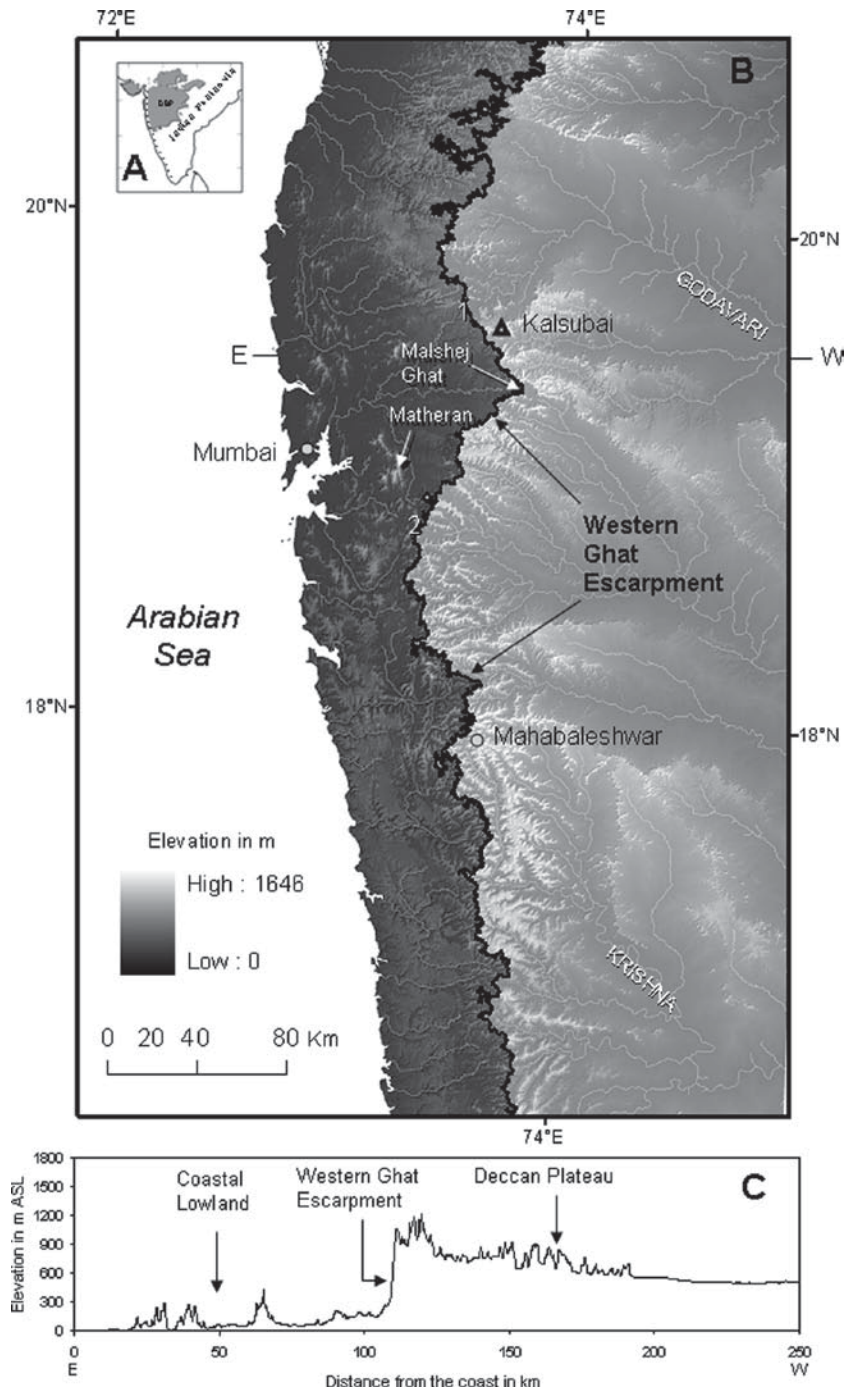 72°E
74°E
B
DVP
Indian Peninsula
A
20°N
20°N
GODAVARI
1
Kalsubai
E
W
Malshej
Ghat
Matheran
Mumbai
2
Western
Ghat
Escarpment
Arabian
Sea
18°N
Mahabaleshwar
18°N
Elevation in m
High : 1646
Low : 0
KRISHNA
0 20 40 80 Km
74°E
C
Elevation in m ASL
1800
1500
1200
900
600
300
0
Coastal
Lowland
Western Ghat
Escarpment
Deccan Plateau
0 50 100 150 200 250
E W
Distance from the coast in km